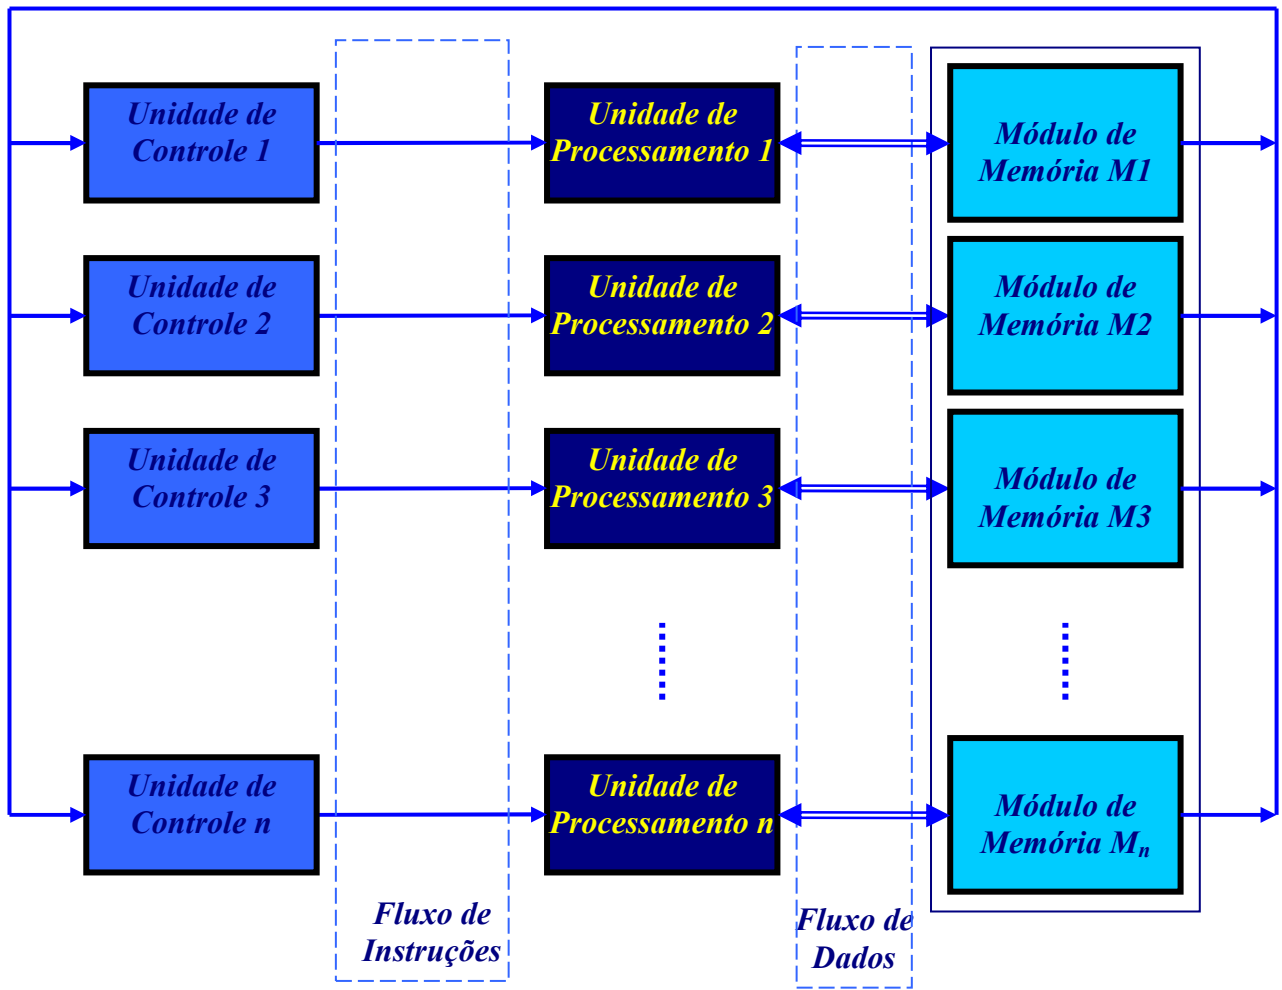 Unidade de
Controle 1
Unidade de
Processamento 1
Módulo de
Memória M1
Unidade de
Controle 2
Unidade de
Processamento 2
Módulo de
Memória M2
Unidade de
Controle 3
Unidade de
Processamento 3
Módulo de
Memória M3
Unidade de
Controle n
Unidade de
Processamento n
Módulo de
Memória Mn
Fluxo de
Instruções
Fluxo de
Dados